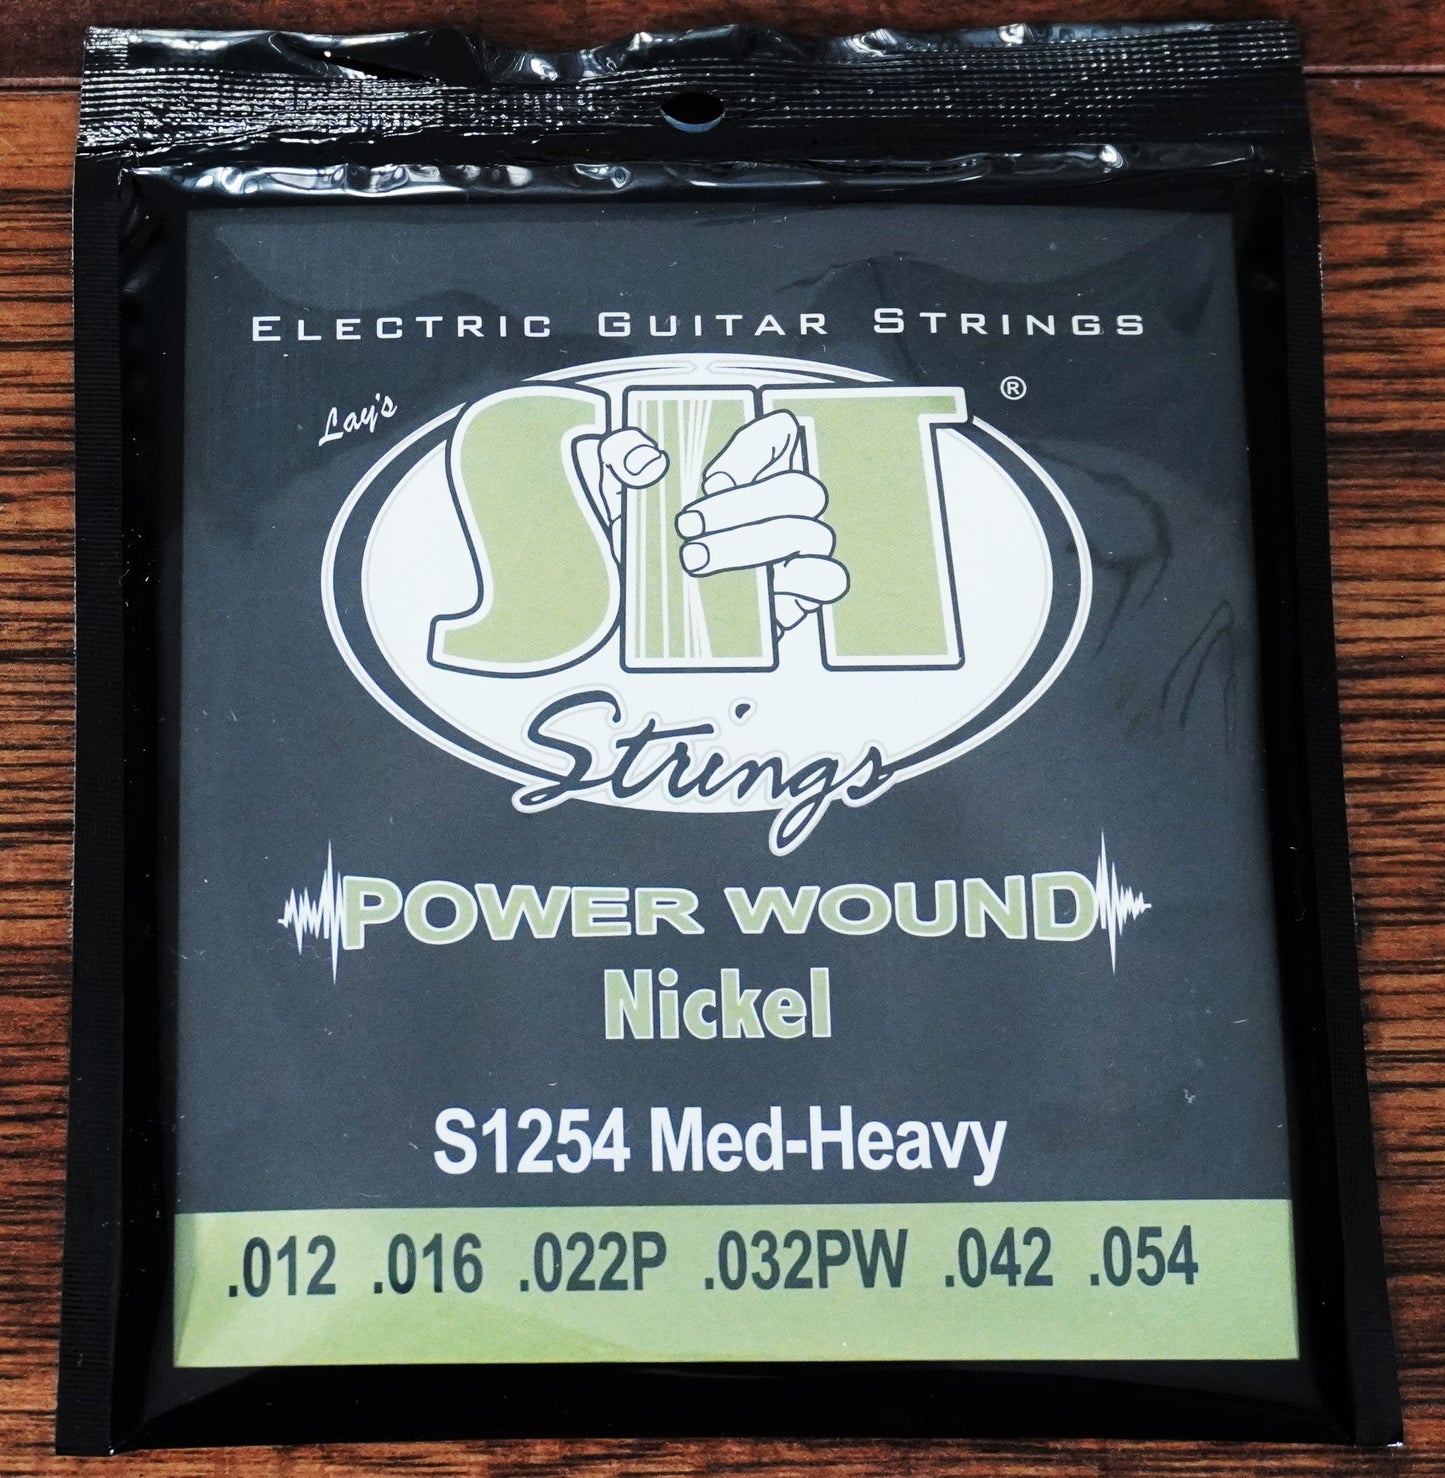 Electric Guitar Strings
Lay's
®
SIT
Strings
POWER WOUND
Nickel
S1254 Med-Heavy
.012 .016 .022P .032PW .042 .054